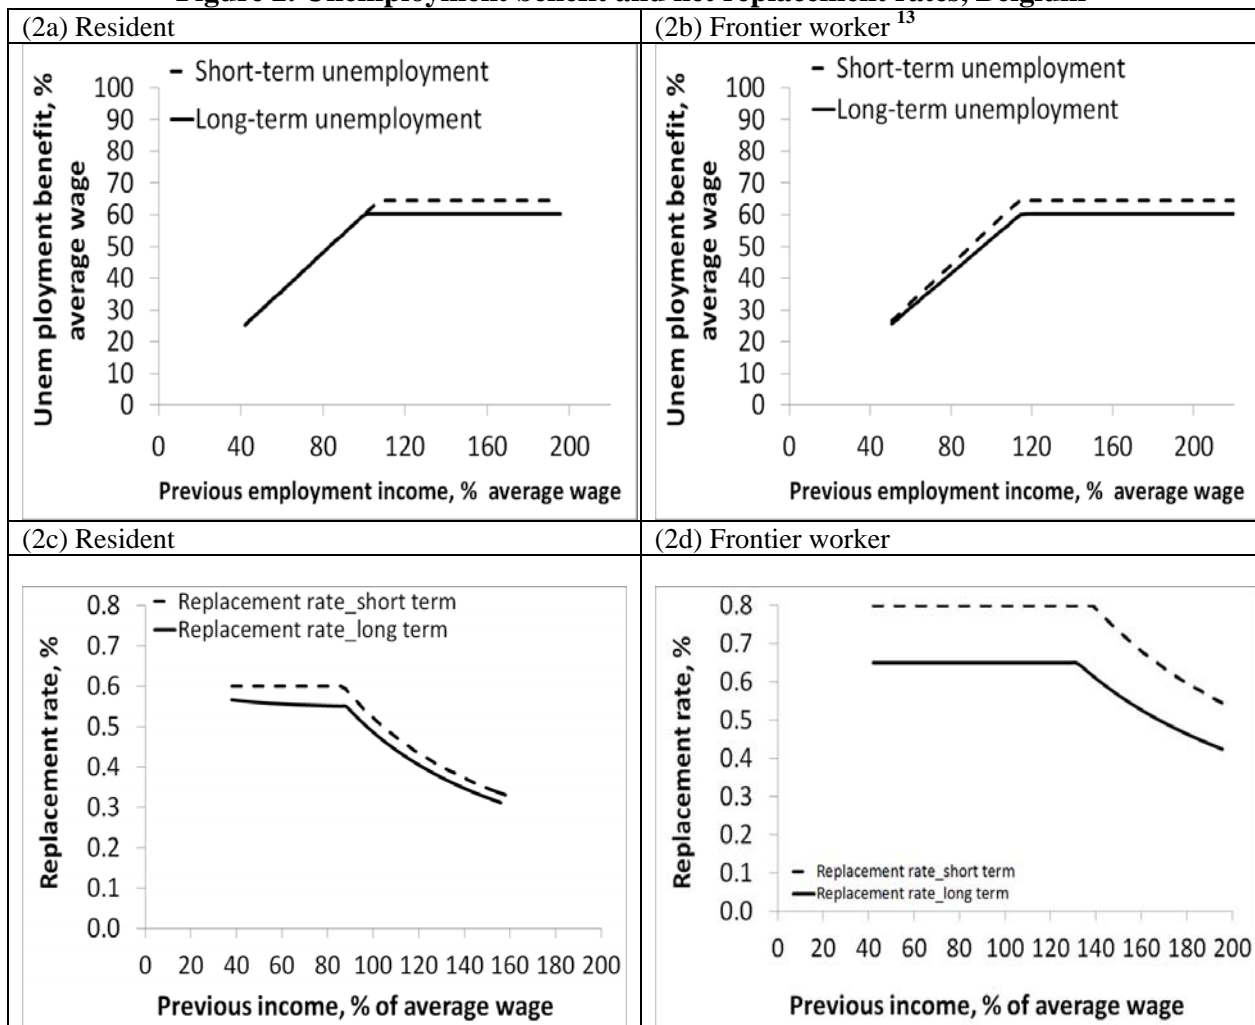 Figure 2: Unemployment benefit and net replacement rates, Belgium
(2a) Resident
(2b) Frontier worker 13
Unem ployment benefit, %
average wage
Short-term unemployment
Long-term unemployment
100
90
80
70
60
50
40
30
20
10
0
0 40 80 120 160 200
Previous employment income, % average wage
Unem ployment benefit, %
average wage
Short-term unemployment
Long-term unemployment
100
90
80
70
60
50
40
30
20
10
0
0 40 80 120 160 200
Previous employment income, % average wage
(2c) Resident
(2d) Frontier worker
Replacement rate, %
Replacement rate_short term
Replacement rate_long term
0.8
0.7
0.6
0.5
0.4
0.3
0.2
0.1
0.0
0 20 40 60 80 100 120 140 160 180 200
Previous income, % of average wage
Replacement rate, %
0.8
0.7
0.6
0.5
0.4
0.3
0.2
0.1
0.0
Replacement rate_short term
Replacement rate_long term
0 20 40 60 80 100 120 140 160 180 200
Previous income, % of average wage